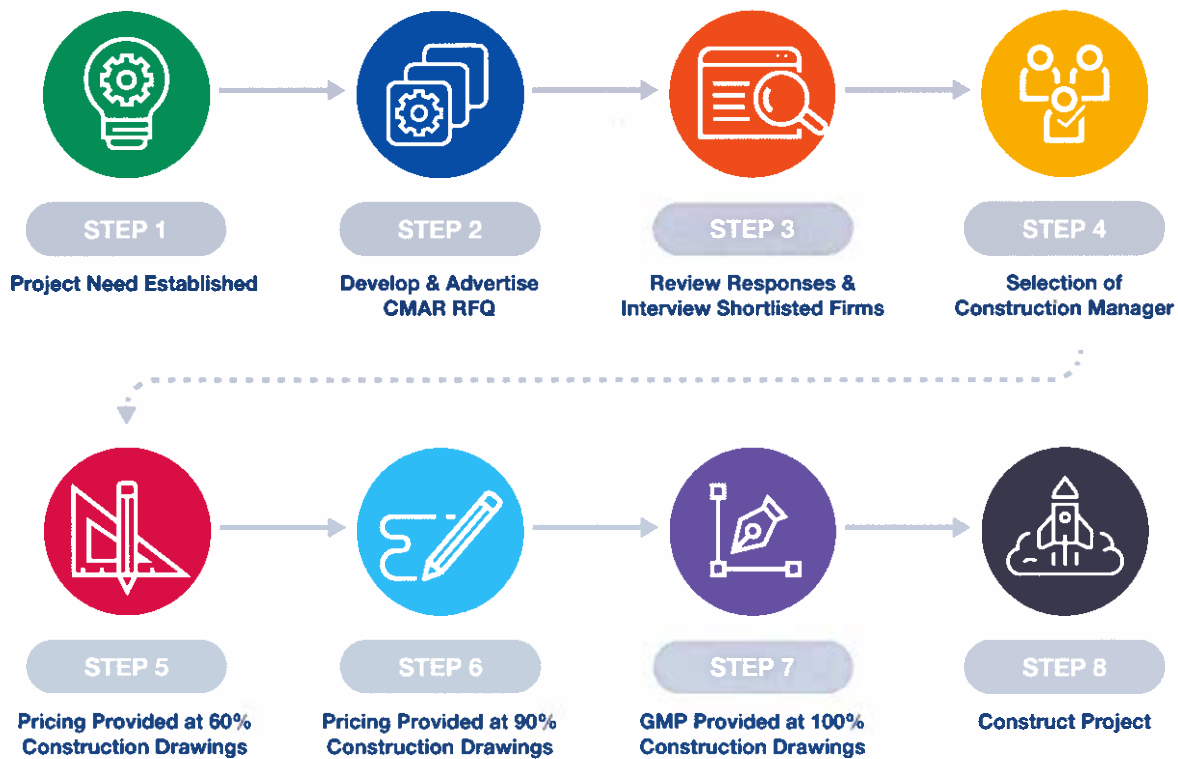 STEP 1
STEP 2
STEP 3
STEP 4
Project Need Established
Develop & Advertise
CMAR RFQ
Review Responses &
Interview Shortlisted Firms
Selection of
Construction Manager
STEP 5
STEP 6
STEP 7
STEP 8
Pricing Provided at 60%
Construction Drawings
Pricing Provided at 90%
Construction Drawings
GMP Provided at 100%
Construction Drawings
Construct Project